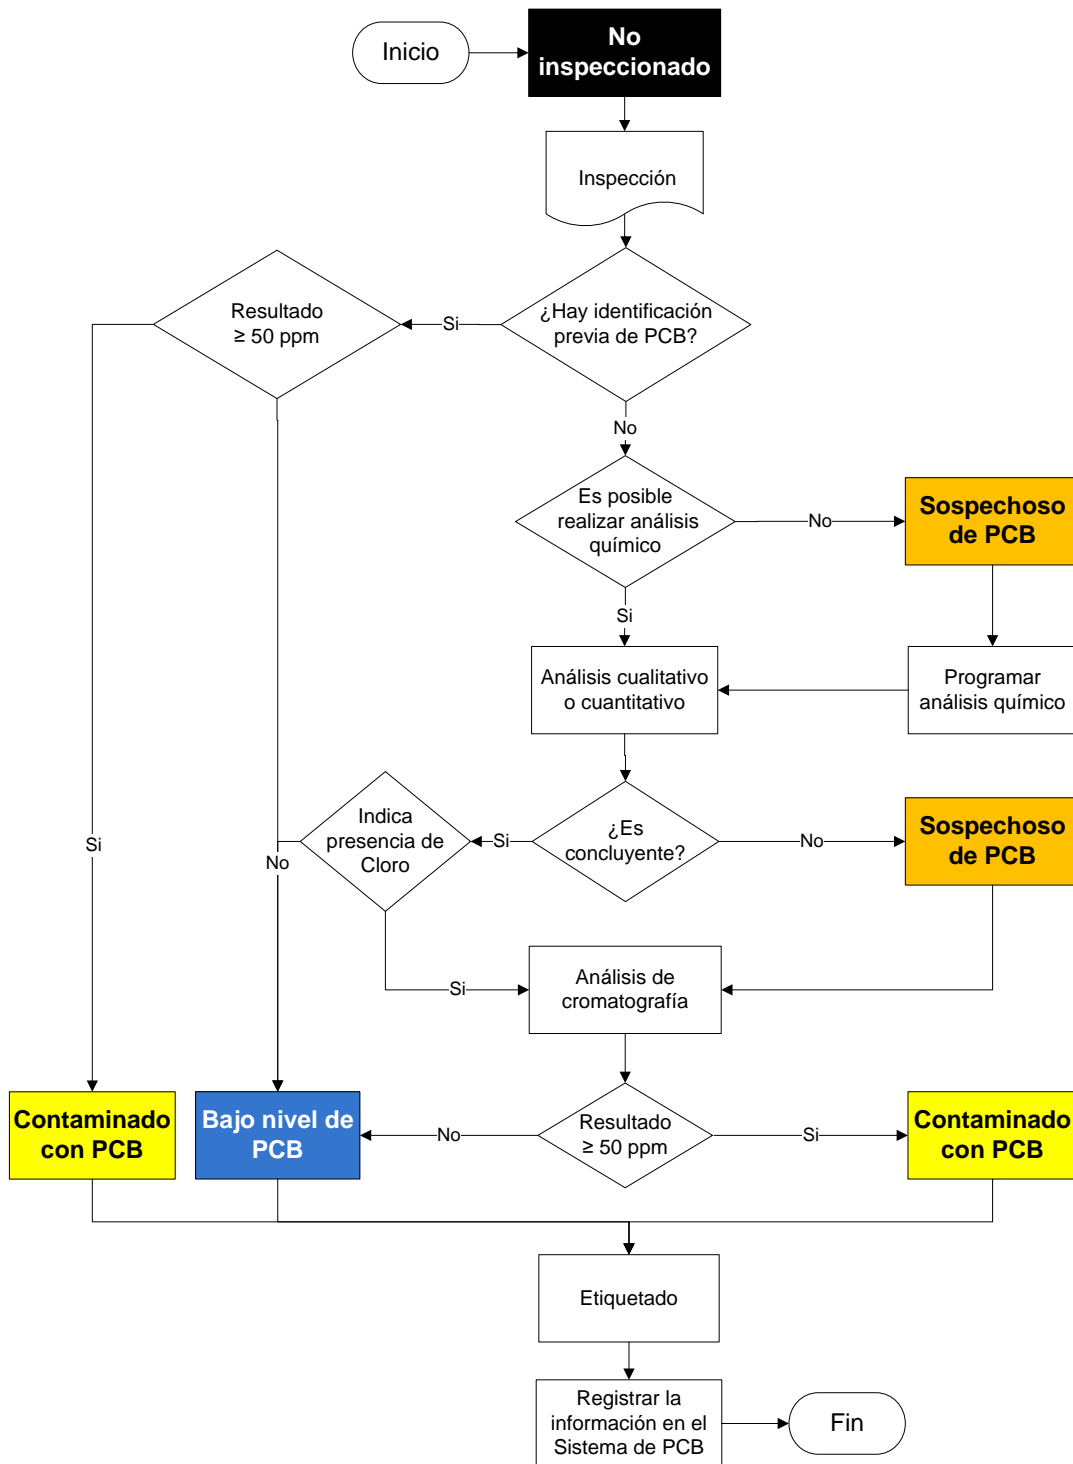 Inicio
No
inspeccionado
Inspección
¿Hay identificación
previa de PCB?
Si
Resultado
≥ 50 ppm
No
Es posible
realizar análisis
químico
No
Sospechoso
de PCB
Si
Análisis cualitativo
o cuantitativo
Programar
análisis químico
¿Es
concluyente?
Si
Indica
presencia de
Cloro
No
Sospechoso
de PCB
Si
No
Si
Análisis de
cromatografía
Contaminado
con PCB
Bajo nivel de
PCB
No
Resultado
≥ 50 ppm
Si
Contaminado
con PCB
Etiquetado
Registrar la
información en el
Sistema de PCB
Fin